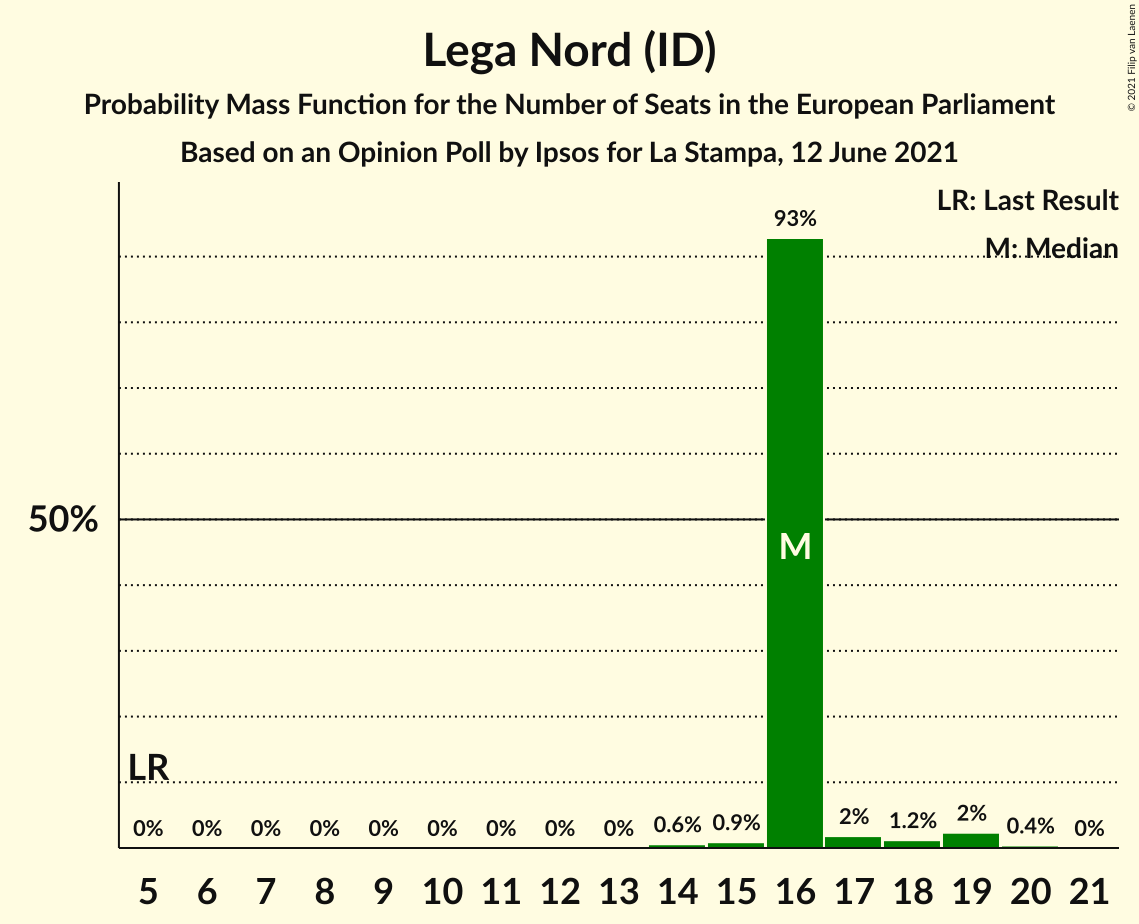 Lega Nord (ID)
Probability Mass Function for the Number of Seats in the European Parliament
Based on an Opinion Poll by Ipsos for La Stampa, 12 June 2021
© 2021 Filip van Laenen
LR: Last Result
M: Median
93%
50%
M
LR
0% 0% 0% 0% 0% 0% 0% 0% 0% 0.6% 0.9% 2% 1.2% 2% 0.4% 0%
5 6 7 8 9 10 11 12 13 14 15 16 17 18 19 20 21